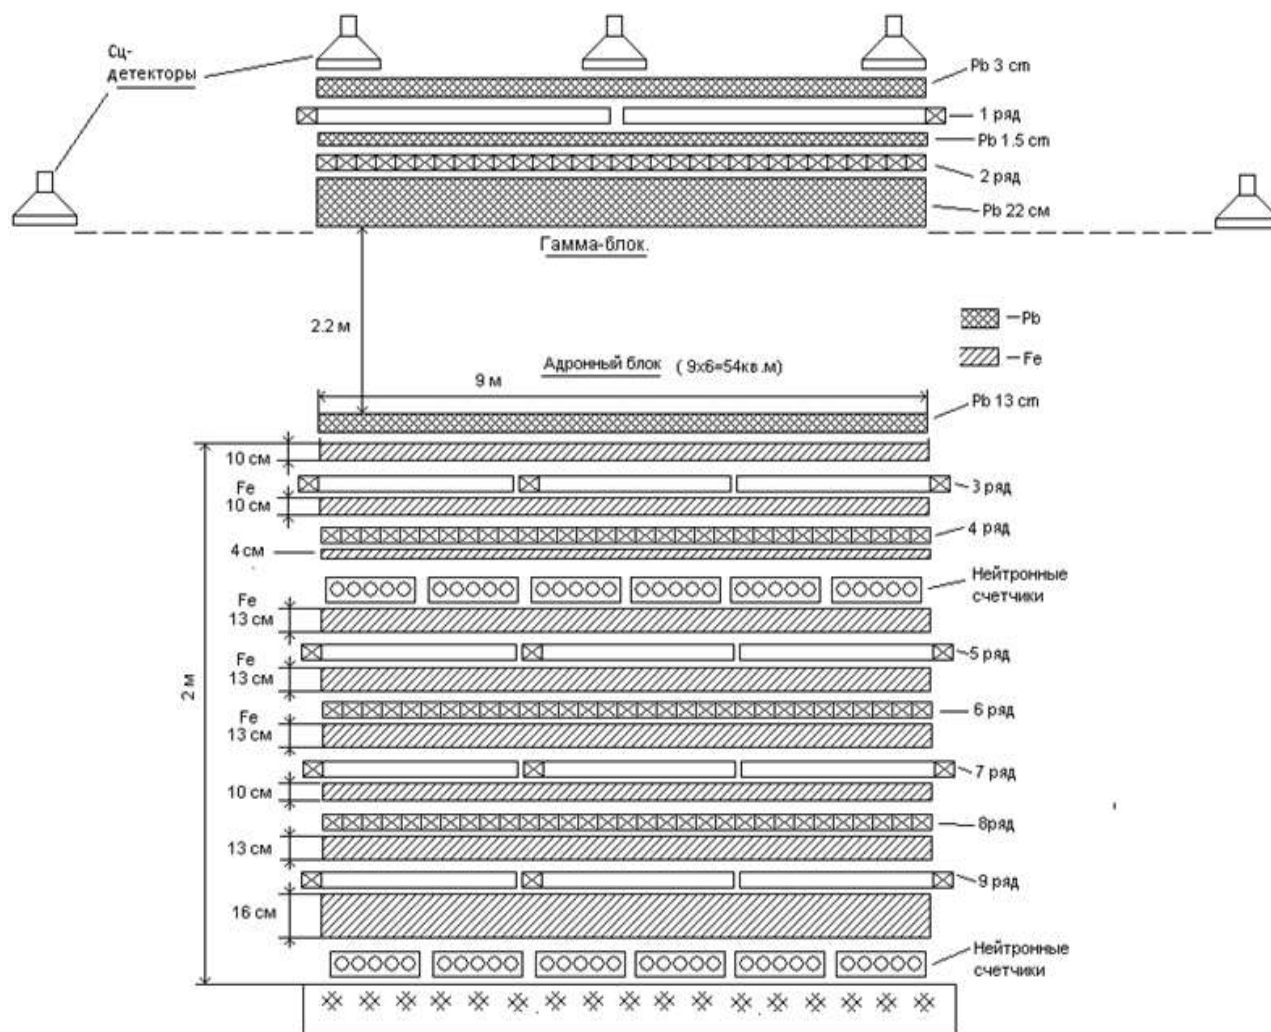 Сц-
детекторы
Pb 3 cm
1 ряд
Pb 1.5 cm
2 ряд
Pb 22 см
Гамма-блок.
2.2 м
Pb
Fe
Адронный блок ( 9х6=54кв.м)
9 м
Pb 13 cm
10 см
Fe
10 см
3 ряд
4 ряд
4 см
Нейтронные
счетчики
Fe
13 см
Fe
13 см
5 ряд
2 м
Fe
13 см
6 ряд
7 ряд
10 см
8ряд
13 см
9 ряд
16 см
Нейтронные
счетчики